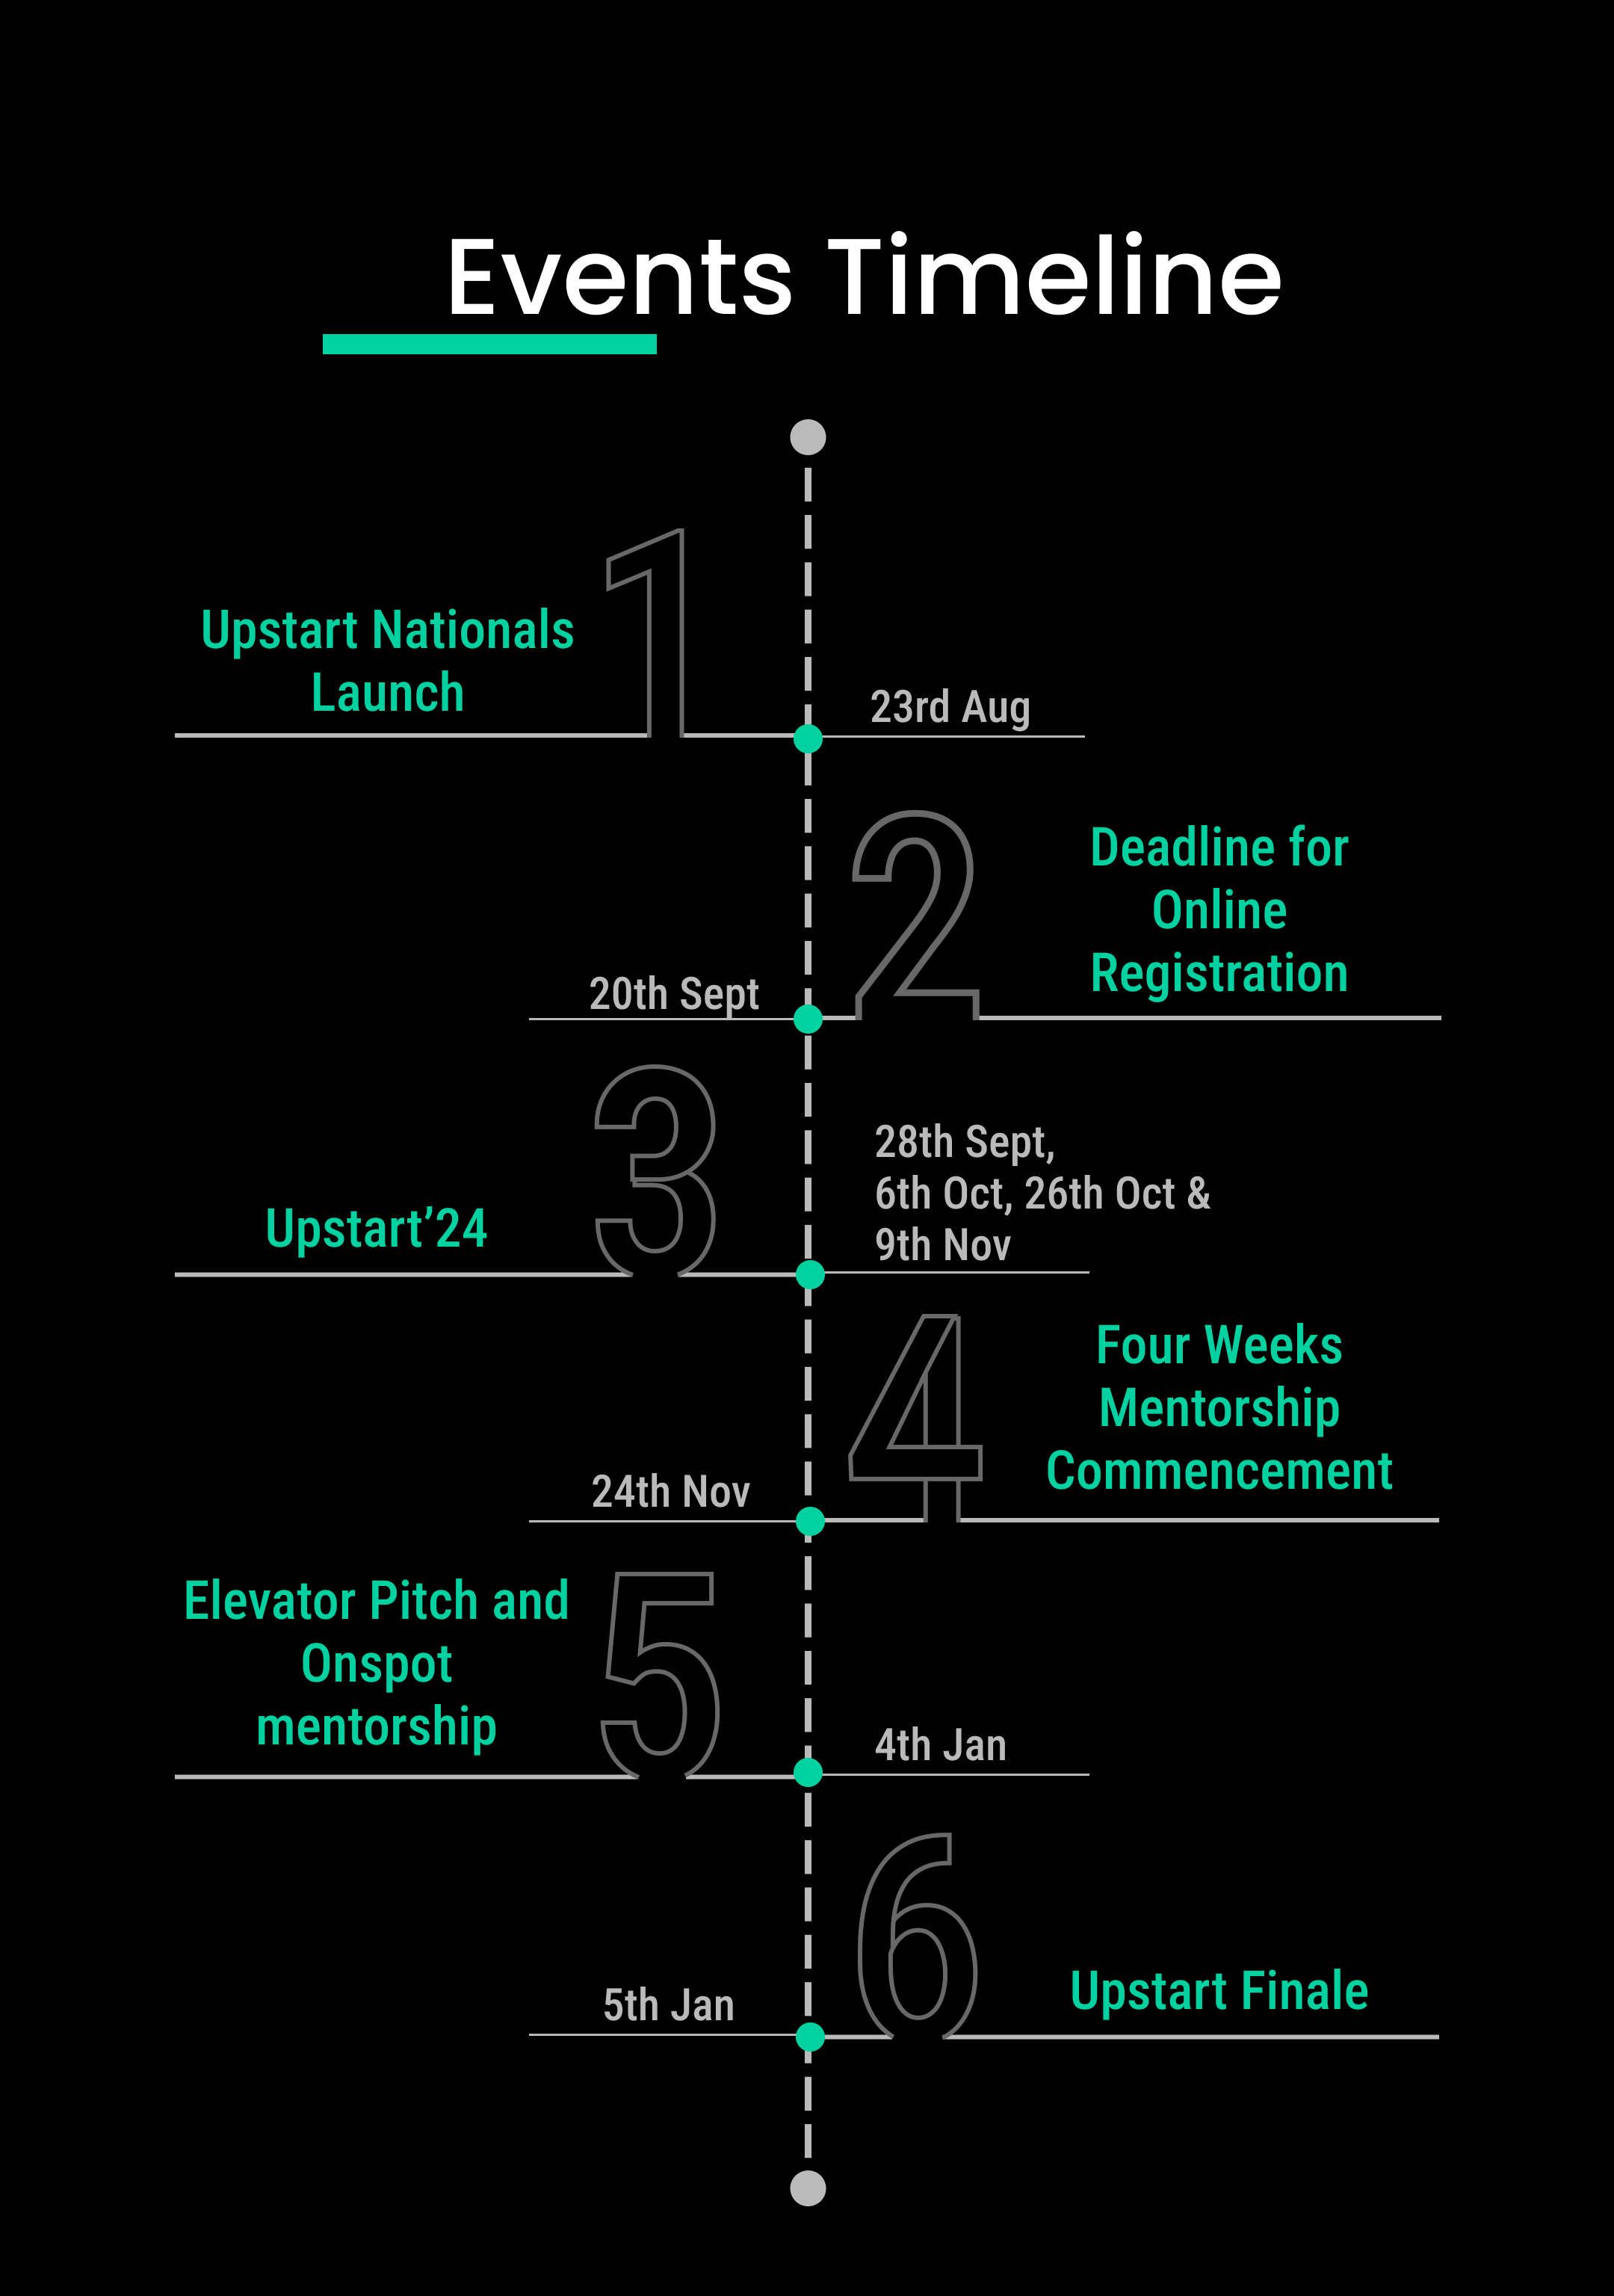 Events Timeline
1
Upstart Nationals
Launch
23rd Aug
2
Deadline for
Online
Registration
20th Sept
3
Upstart’24
28th Sept,
6th Oct, 26th Oct &
9th Nov
4
Four Weeks
Mentorship
Commencement
24th Nov
5
Elevator Pitch and
Onspot
mentorship
4th Jan
6
Upstart Finale
5th Jan